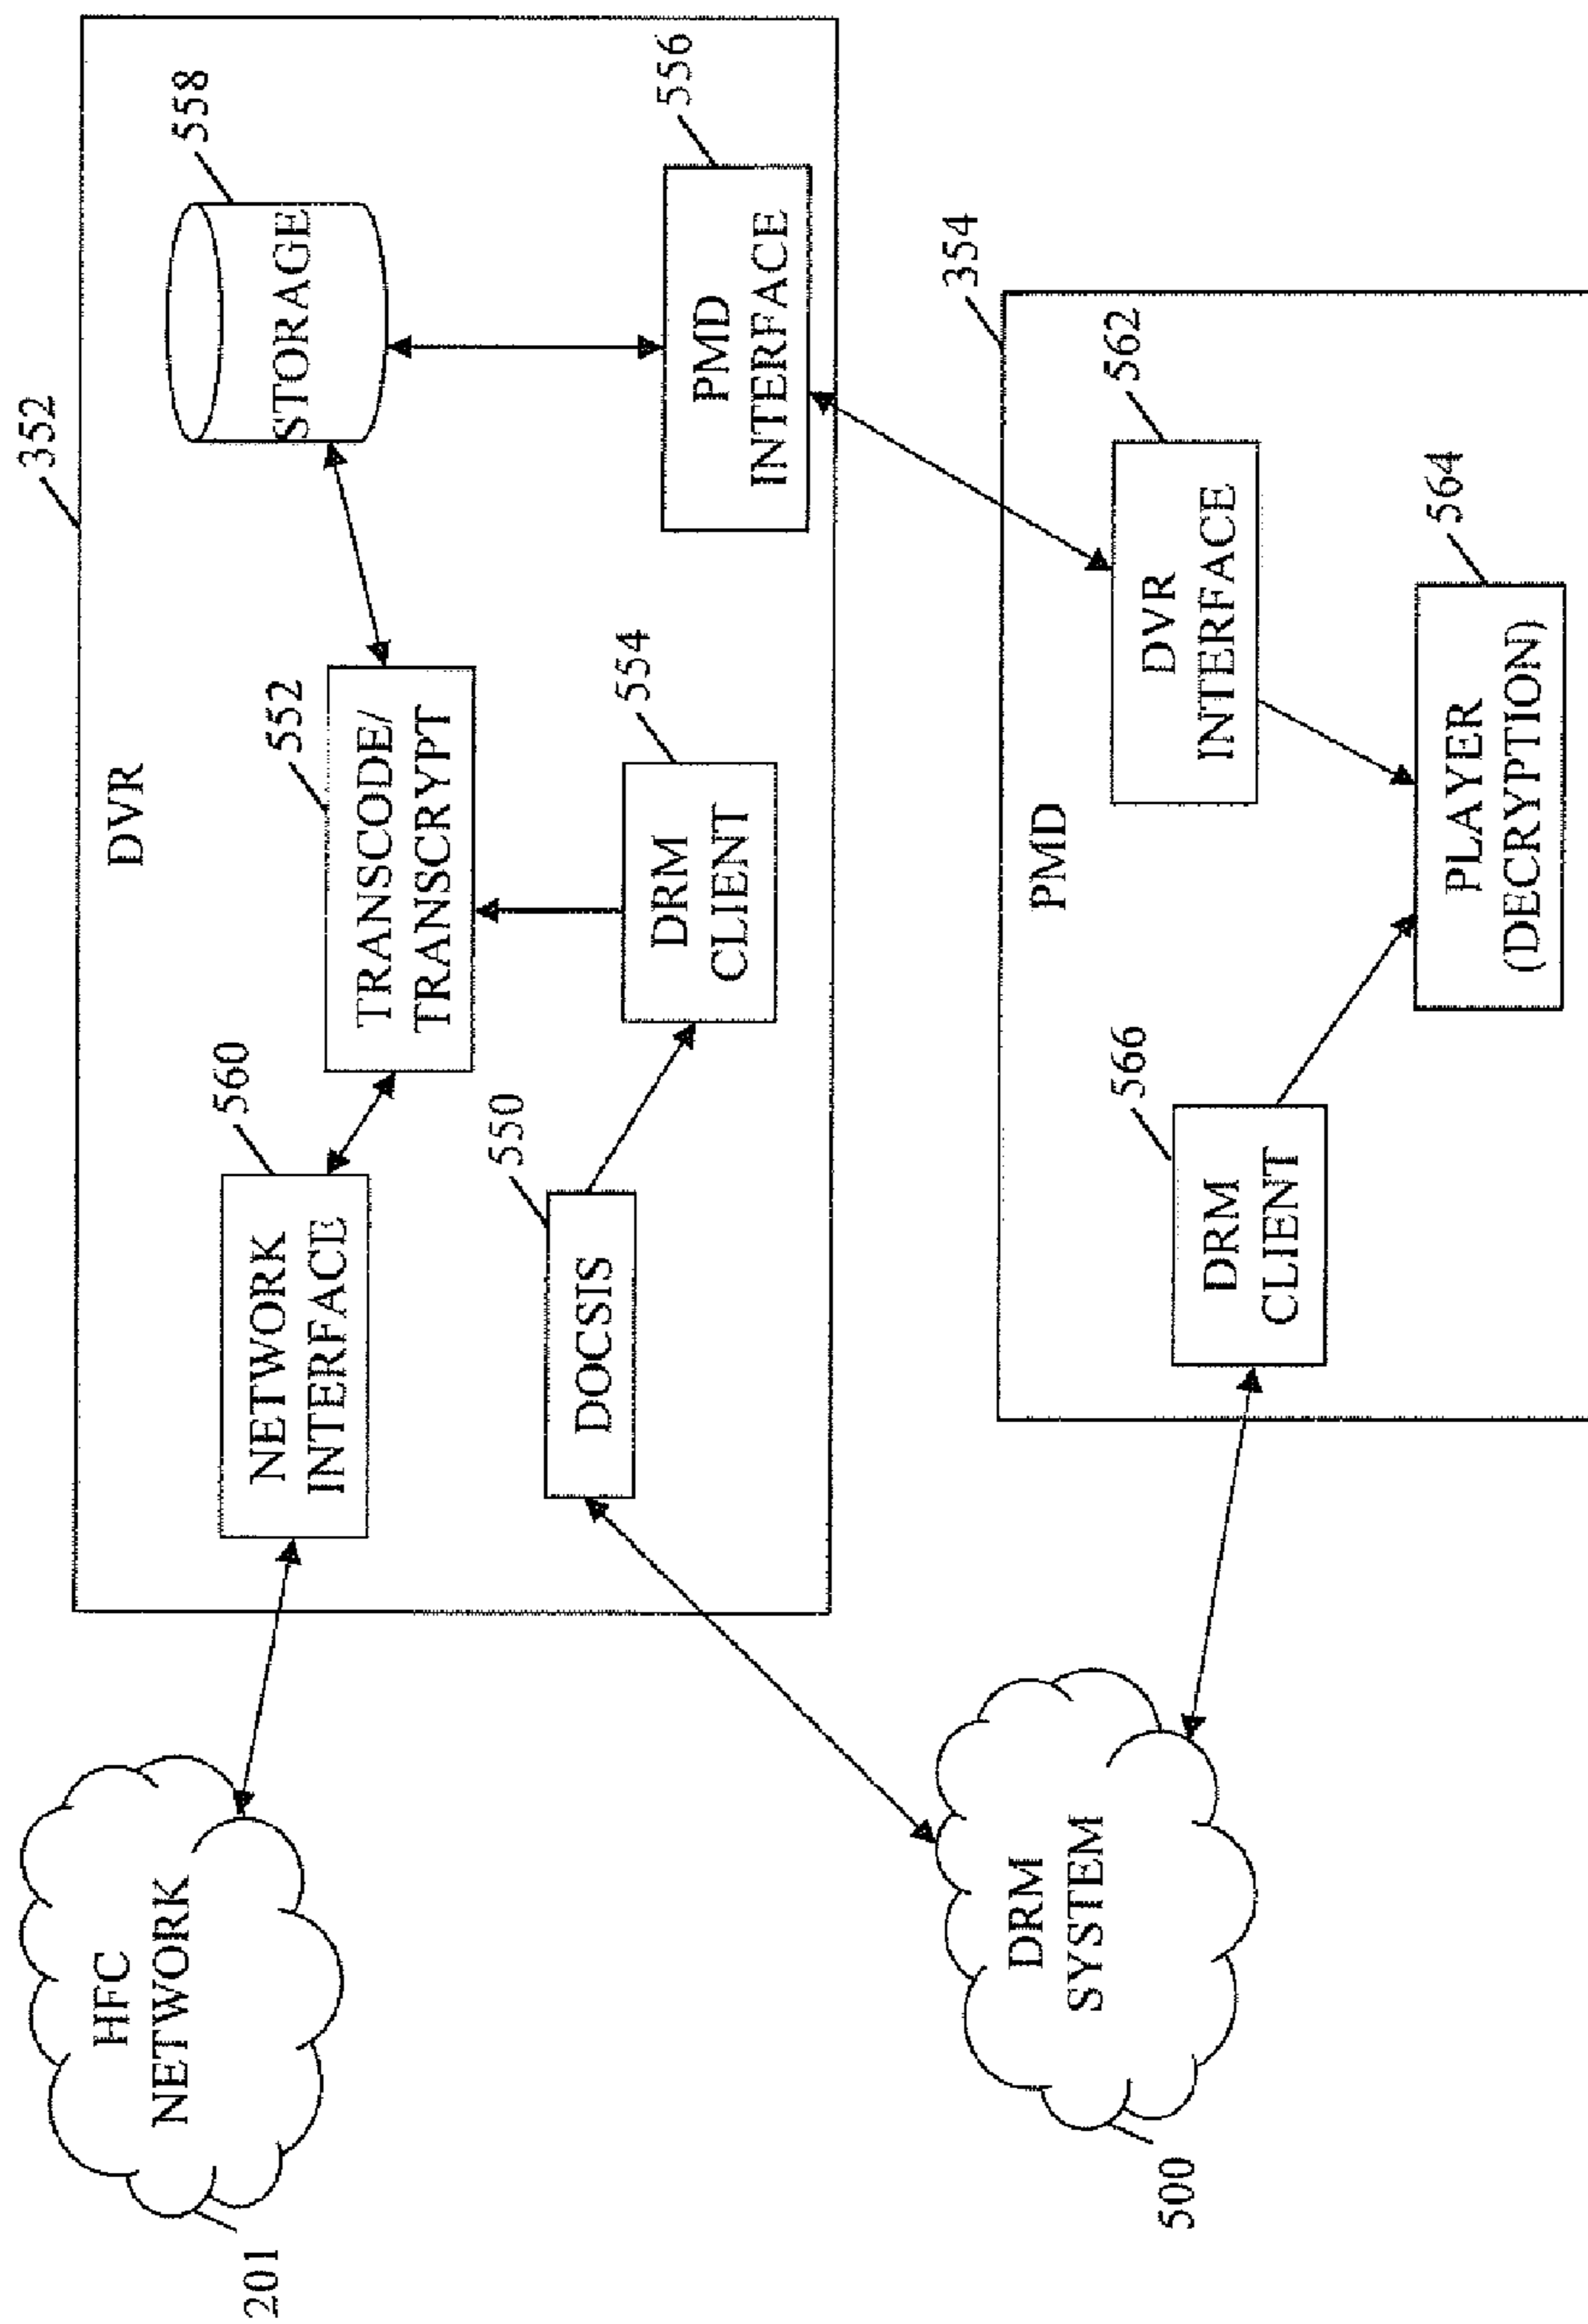 352
DVR
558
STORAGE
552
TRANSCODE/
TRANSCRYPT
560
NETWORK
INTERFACE
HFC
NETWORK
201
550
DOCSIS
554
DRM
CLIENT
556
PMD
INTERFACE
354
PMD
562
DVR
INTERFACE
564
PLAYER
(DECRYPTION)
566
DRM
CLIENT
DRM
SYSTEM
500